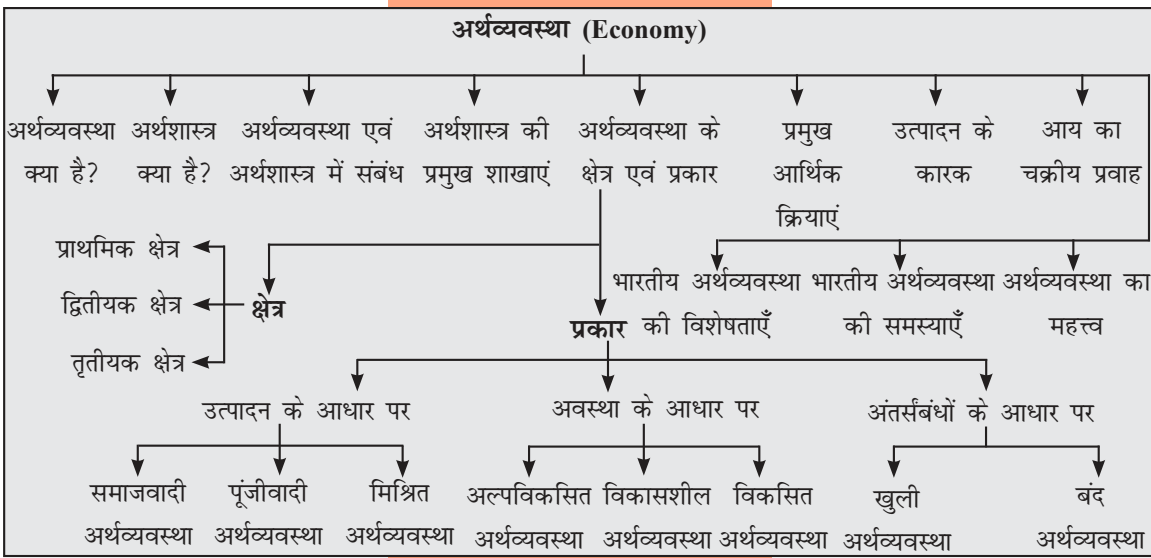 अर्थव्यवस्था (Economy)
अर्थव्यवस्था
क्या है?
अर्थशास्त्र
क्या है?
अर्थव्यवस्था एवं
अर्थशास्त्र में संबंध
अर्थशास्त्र की
प्रमुख शाखाएं
अर्थव्यवस्था के
क्षेत्र एवं प्रकार
प्रमुख
आर्थिक
क्रियाएं
उत्पादन के
कारक
आय का
चक्रीय प्रवाह
प्राथमिक क्षेत्र
द्वितीयक क्षेत्र
तृतीयक क्षेत्र
क्षेत्र
प्रकार
भारतीय अर्थव्यवस्था
की विशेषताएँ
भारतीय अर्थव्यवस्था
की समस्याएँ
अर्थव्यवस्था का
महत्त्व
उत्पादन के आधार पर
अवस्था के आधार पर
अंतर्संबंधों के आधार पर
समाजवादी
अर्थव्यवस्था
पूंजीवादी
अर्थव्यवस्था
मिश्रित
अर्थव्यवस्था
अल्पविकसित
अर्थव्यवस्था
विकासशील
अर्थव्यवस्था
विकसित
अर्थव्यवस्था
खुली
अर्थव्यवस्था
बंद
अर्थव्यवस्था